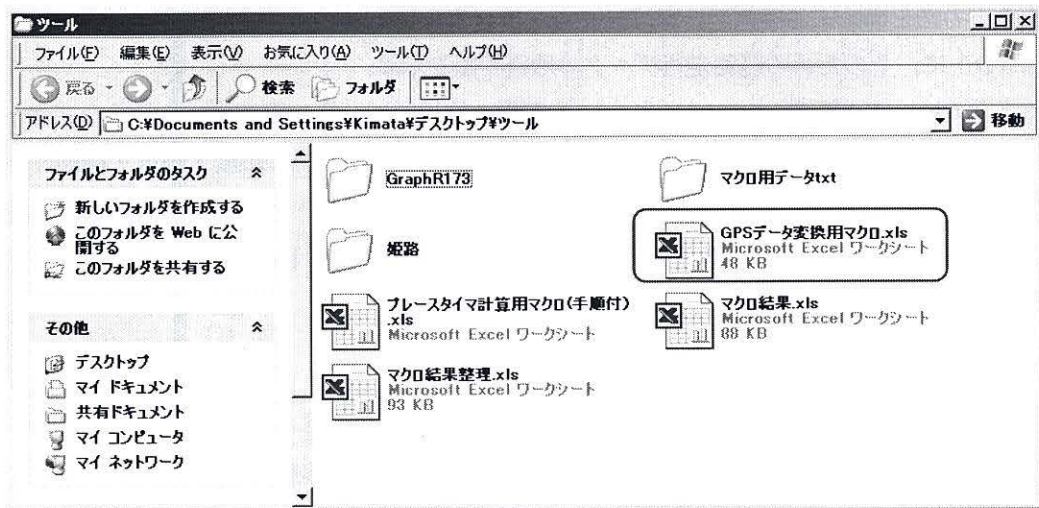 ツール
ファイル(F) 編集(E) 表示(V) お気に入り(A) ツール(T) ヘルプ(H)
戻る 検索 フォルダ
アドレス(D) C:¥Documents and Settings¥Kimata¥デスクトップ¥ツール 移動
ファイルとフォルダのタスク
新しいフォルダを作成する
このフォルダを Web に公
開する
このフォルダを共有する
その他
デスクトップ
マイ ドキュメント
共有ドキュメント
マイ コンピュータ
マイ ネットワーク
GraphR173
マクロ用データtxt
姫路
GPSデータ変換用マクロ.xls
Microsoft Excel ワークシート
48 KB
ブレースタイマ計算用マクロ(手順付)
.xls
Microsoft Excel ワークシート
マクロ結果.xls
Microsoft Excel ワークシート
88 KB
マクロ結果整理.xls
Microsoft Excel ワークシート
93 KB